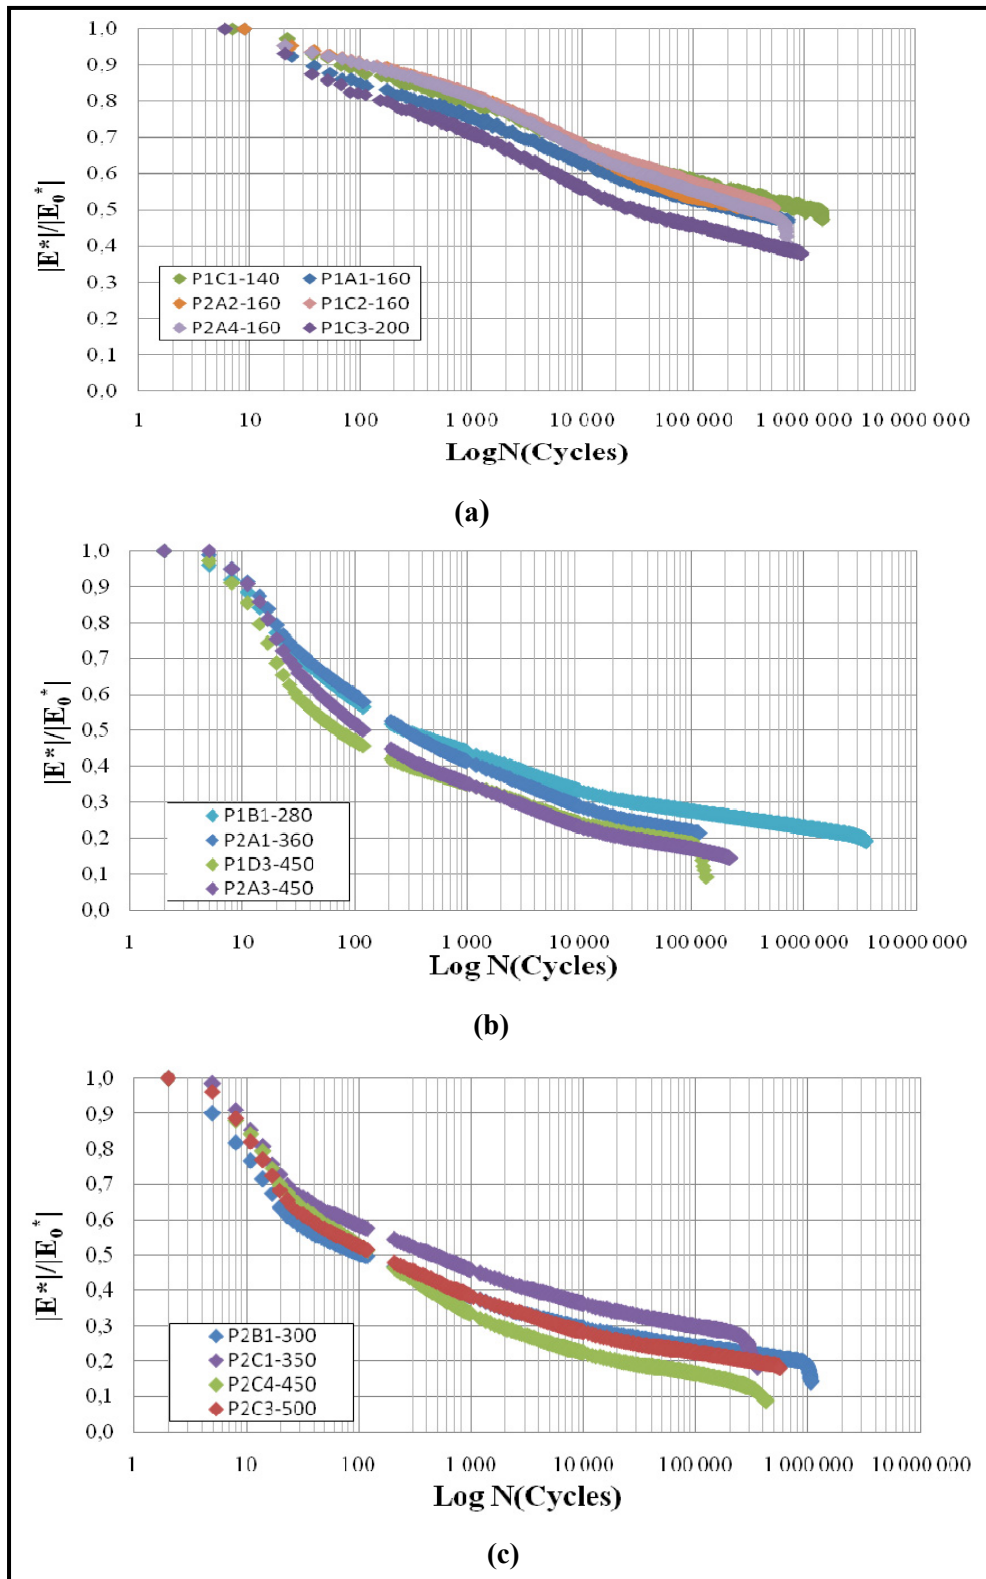 1,0
0,9
0,8
0,7
0,6
0,5
0,4
0,3
0,2
0,1
0,0
|E*|/|E₀*|
P1C1-140 P1A1-160
P2A2-160 P1C2-160
P2A4-160 P1C3-200
1 10 100 1 000 10 000 100 000 1 000 000 10 000 000
LogN(Cycles)
(a)
1,0
0,9
0,8
0,7
0,6
0,5
0,4
0,3
0,2
0,1
0,0
|E*|/|E₀*|
P1B1-280
P2A1-360
P1D3-450
P2A3-450
1 10 100 1 000 10 000 100 000 1 000 000 10 000 000
Log N(Cycles)
(b)
1,0
0,9
0,8
0,7
0,6
0,5
0,4
0,3
0,2
0,1
0,0
|E*|/|E₀*|
P2B1-300
P2C1-350
P2C4-450
P2C3-500
1 10 100 1 000 10 000 100 000 1 000 000 10 000 000
Log N(Cycles)
(c)